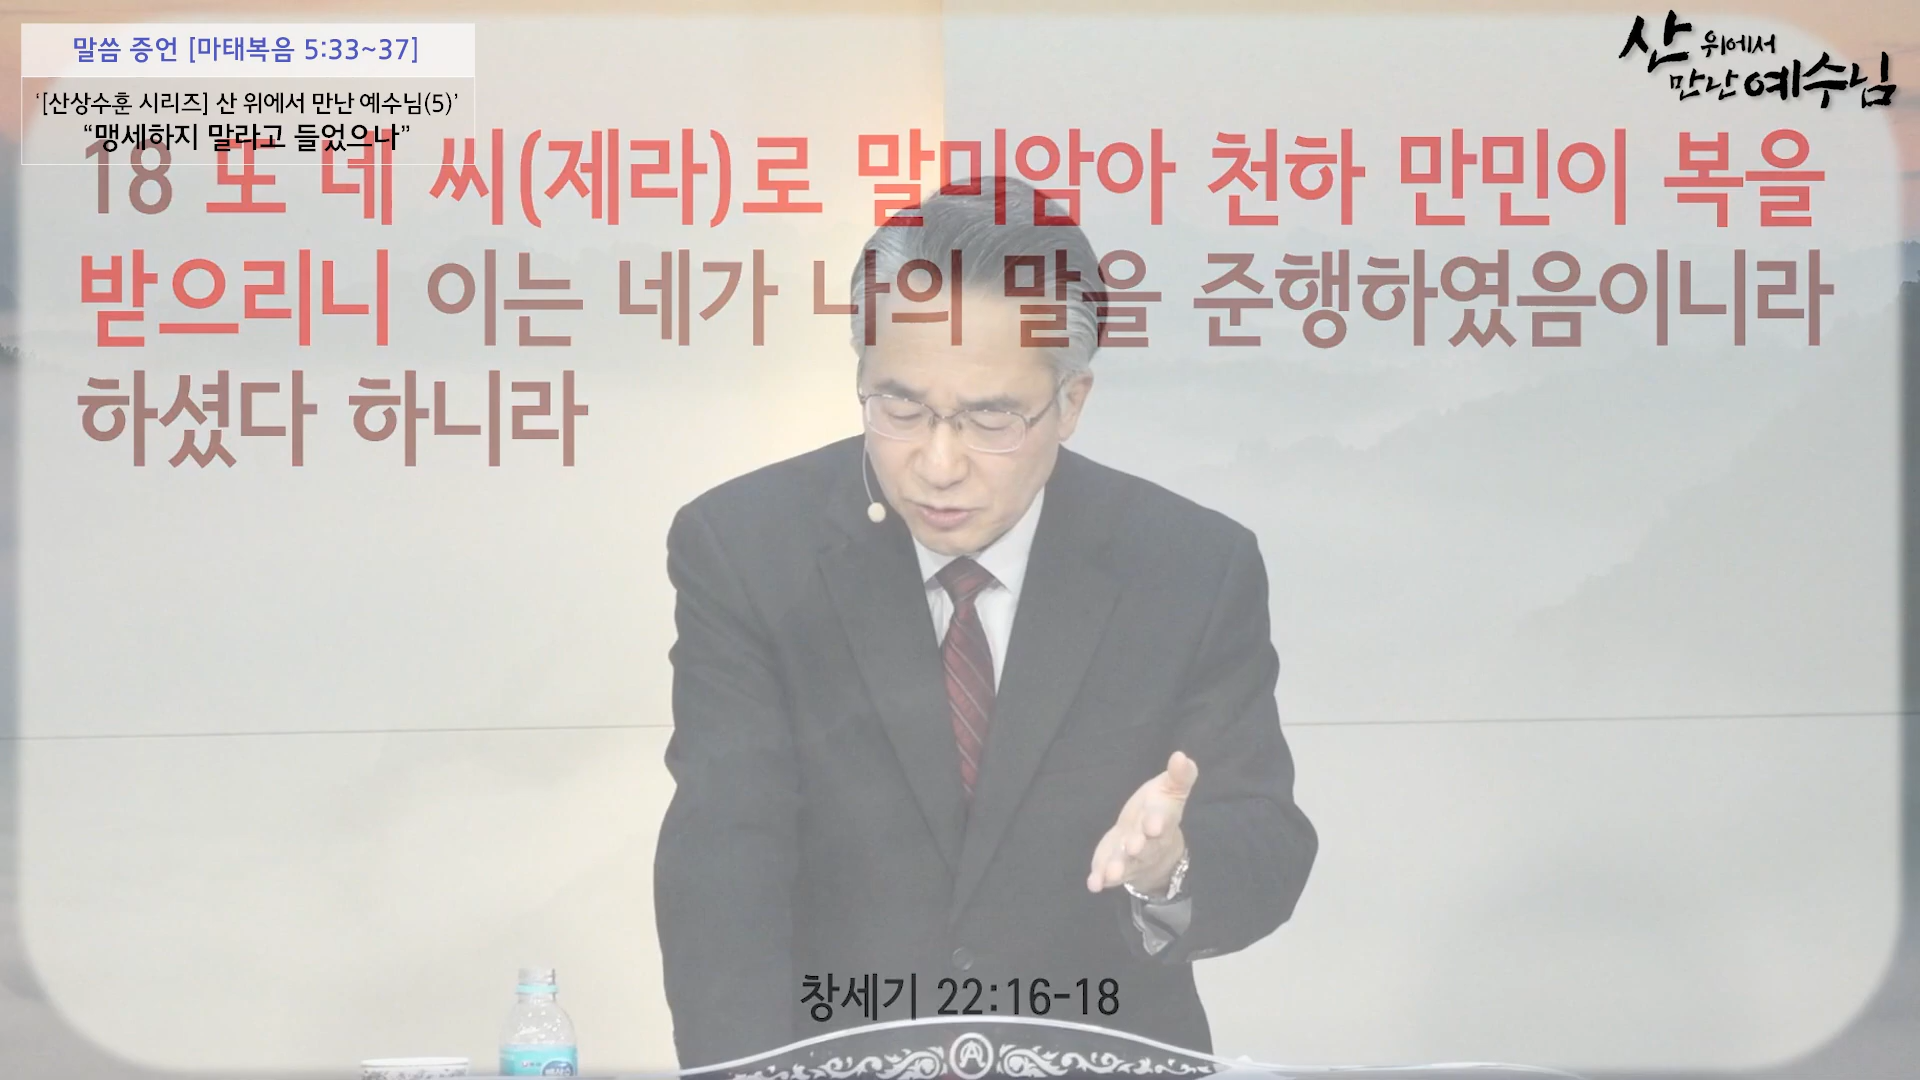 말씀 증언 [마태복음 5:33~37]
‘[산상수훈 시리즈] 산 위에서 만난 예수님(5)’
“맹세하지 말라고 들었으나”
산 위에서
만난 예수님
18 또 네 씨(제라)로 말미암아 천하 만민이 복을
받으리니 이는 네가 나의 말을 준행하였음이니라
하셨다 하니라
창세기 22:16-18